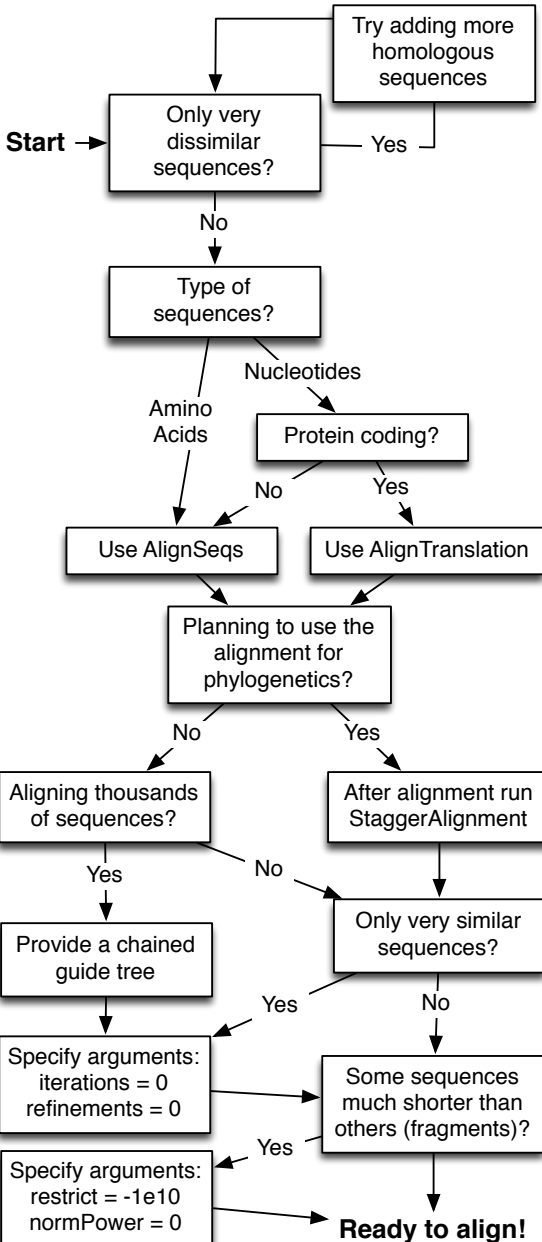 Try adding more
homologous
sequences
Only very
dissimilar
sequences?
Start
Yes
No
Type of
sequences?
Nucleotides
Amino
Acids
Protein coding?
No
Yes
Use AlignSeqs
Use AlignTranslation
Planning to use the
alignment for
phylogenetics?
No
Yes
Aligning thousands
of sequences?
After alignment run
StaggerAlignment
Yes
No
Only very similar
sequences?
Provide a chained
guide tree
Yes
No
Specify arguments:
iterations = 0
refinements = 0
Some sequences
much shorter than
others (fragments)?
Yes
Specify arguments:
restrict = -1e10
normPower = 0
Ready to align!